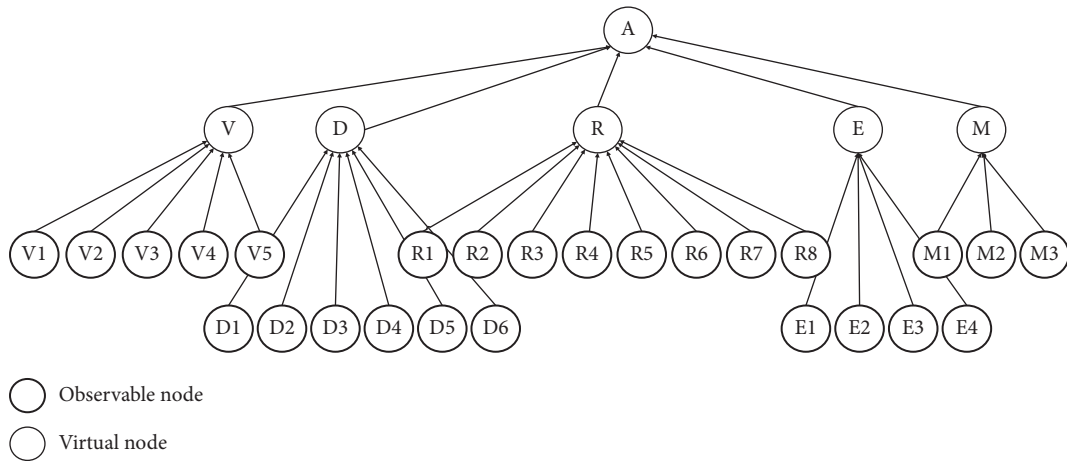 A
V D R E M
V1 V2 V3 V4 V5 R1 R2 R3 R4 R5 R6 R7 R8 M1 M2 M3
D1 D2 D3 D4 D5 D6 E1 E2 E3 E4
Observable node
Virtual node